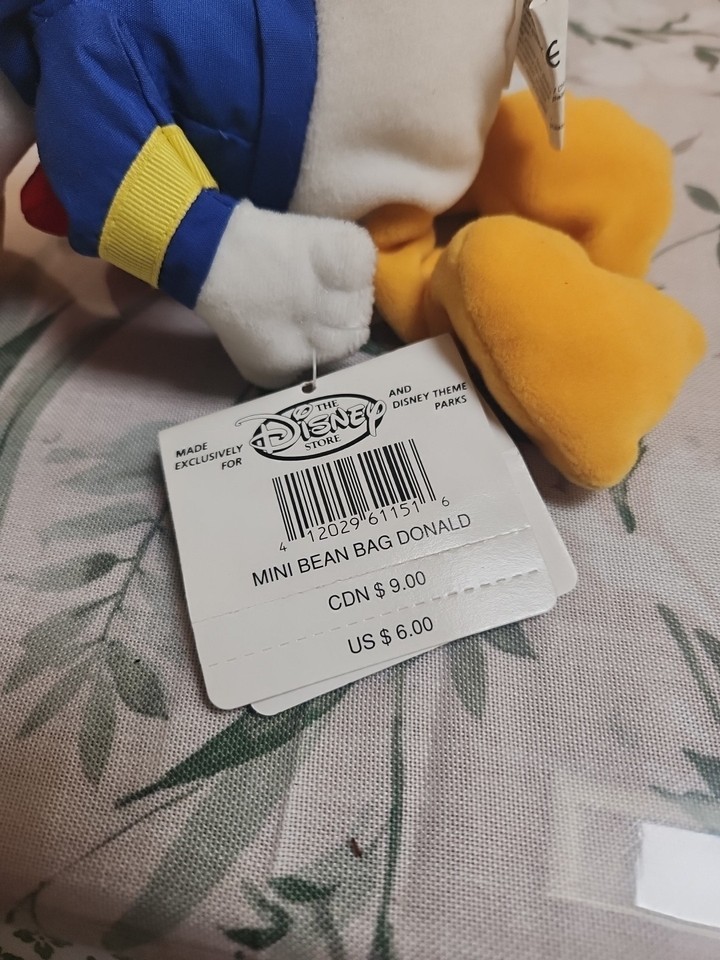 MADE
EXCLUSIVELY
FOR
THE
DISNEY
STORE
AND
DISNEY THEME
PARKS
4 12029 61151 6
MINI BEAN BAG DONALD
CDN $ 9.00
US $ 6.00
CE